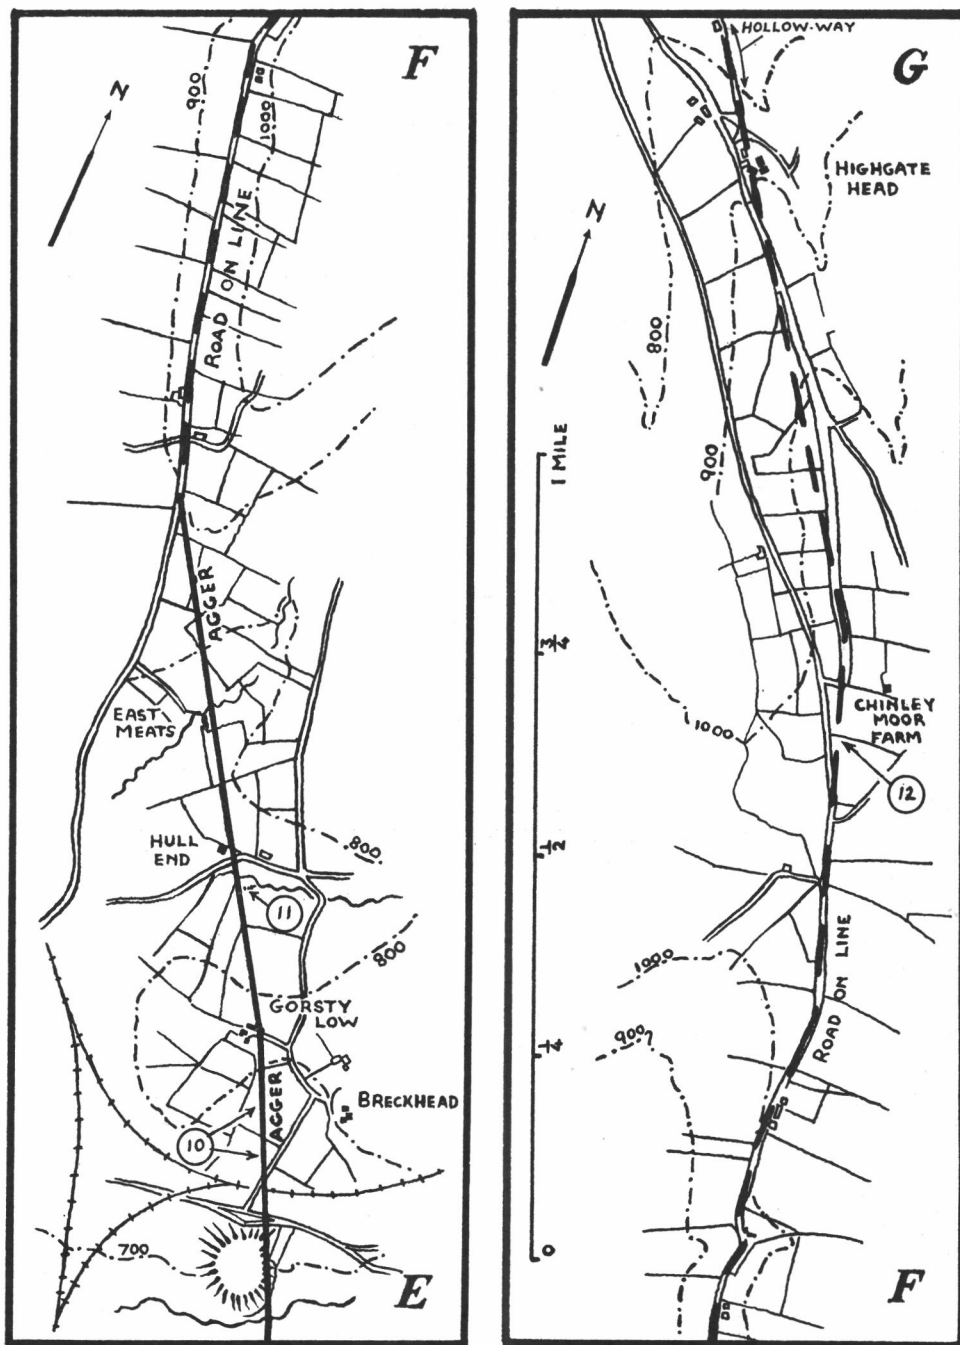 F
N
900
1000
ROAD ON LINE
AGGER
EAST
MEATS
HULL
END
800
11
800
GORSTY
LOW
AGGER
BRECKHEAD
10
700
E
HOLLOW-WAY
G
HIGHGATE
HEAD
N
800
900
1 MILE
3/4
1000
CHINLEY
MOOR
FARM
12
1/2
1000
ROAD ON LINE
900
1/4
0
F